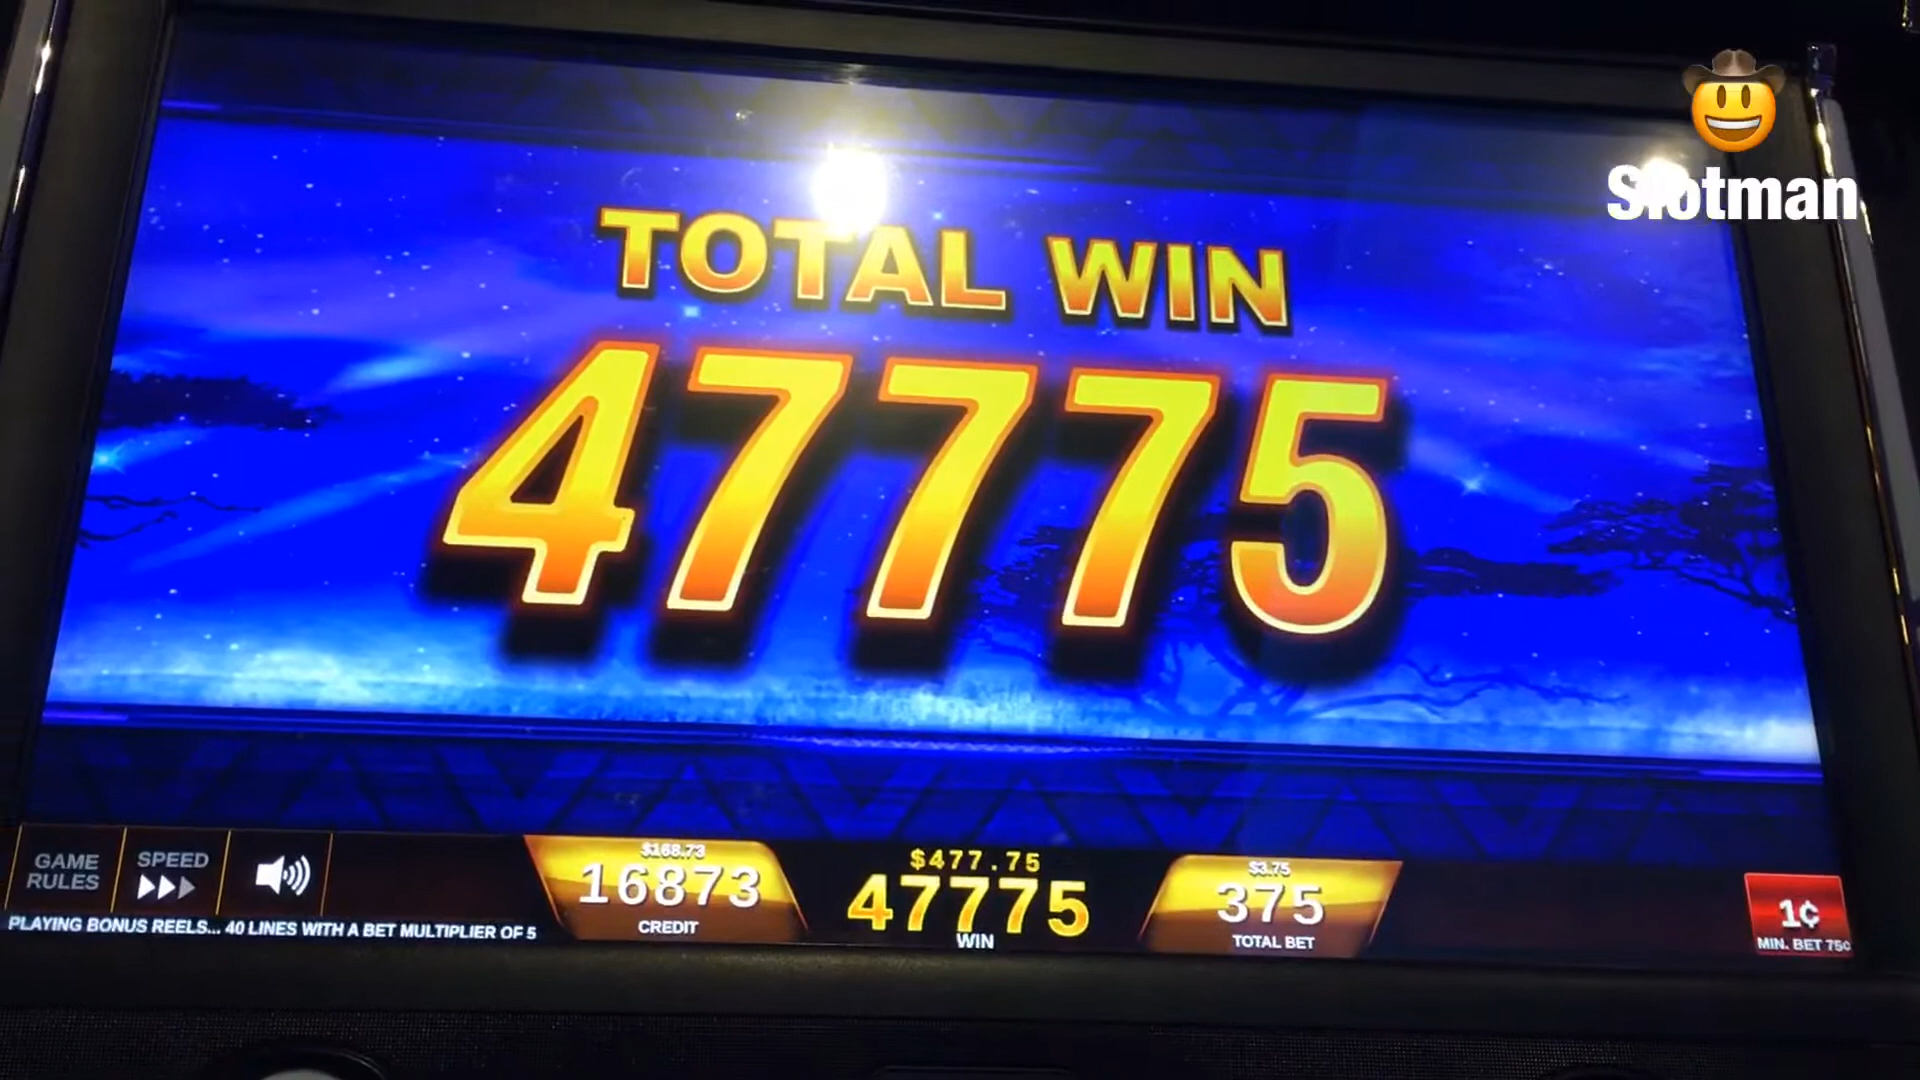 Slotman
TOTAL WIN
47775
GAME RULES
SPEED
$168.73
16873
CREDIT
$477.75
47775
WIN
$3.75
375
TOTAL BET
1¢
MIN. BET 75¢
PLAYING BONUS REELS... 40 LINES WITH A BET MULTIPLIER OF 5